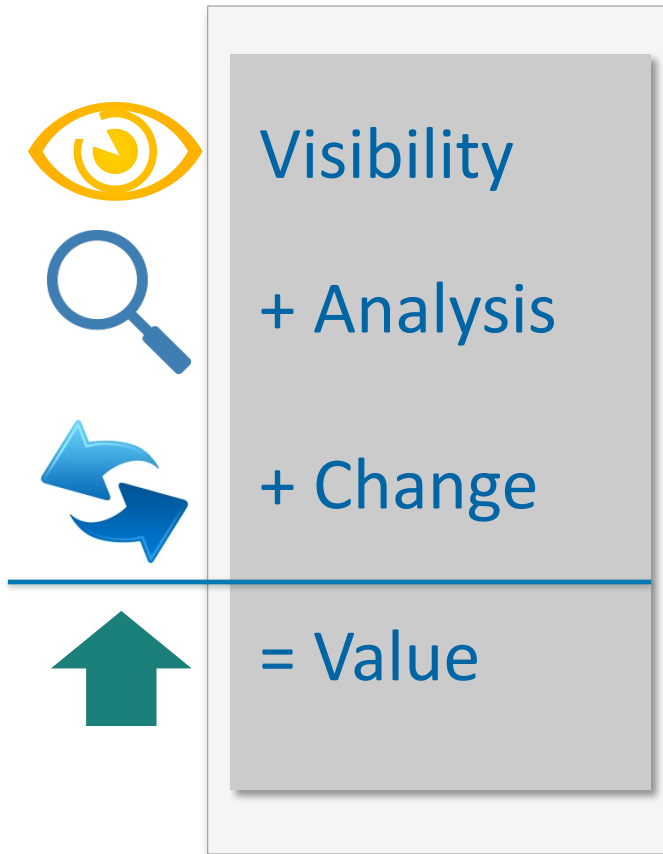 Visibility
+ Analysis
+ Change
= Value